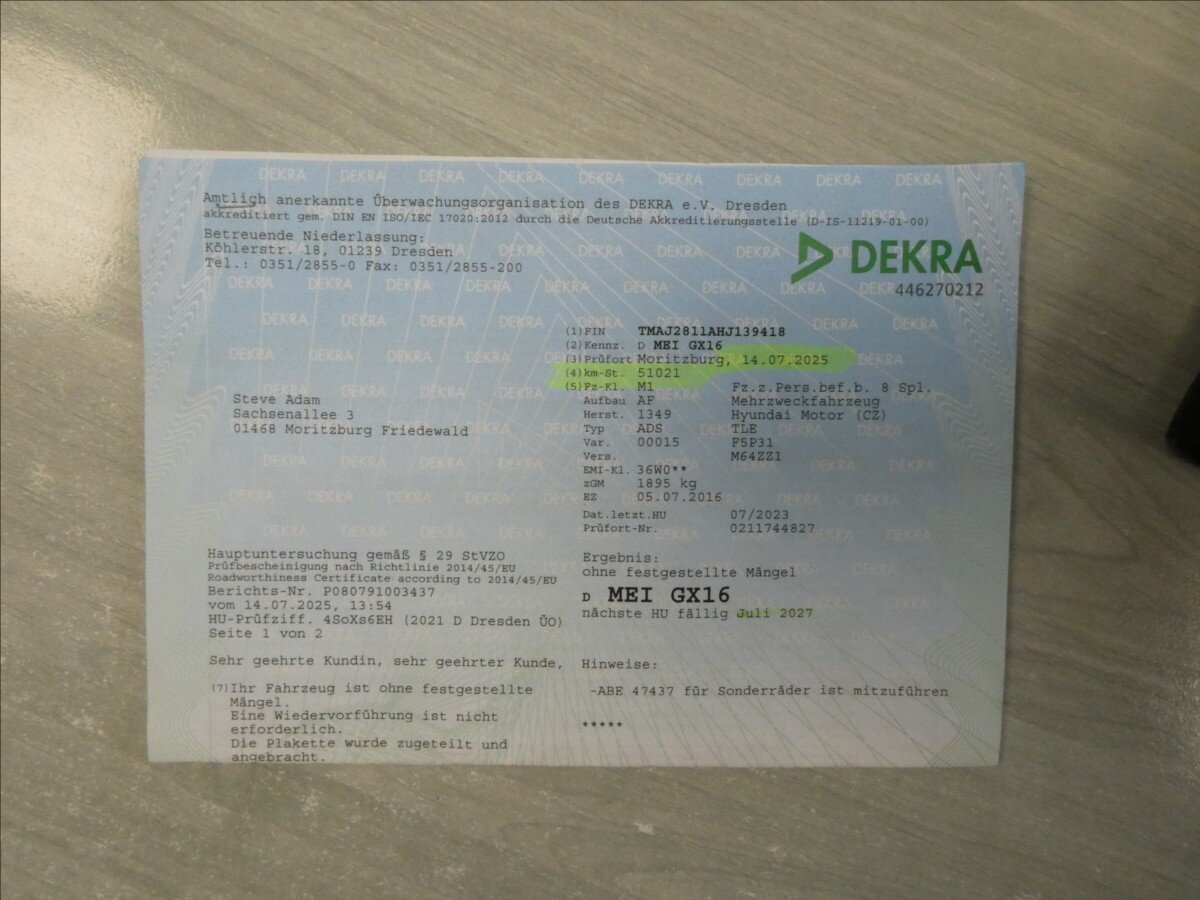 Amtlich anerkannte Überwachungsorganisation des DEKRA e.V. Dresden
akkreditiert gem. DIN EN ISO/IEC 17020:2012 durch die Deutsche Akkreditierungsstelle (D-IS-11219-01-00)
Betreuende Niederlassung:
Köhlerstr. 18, 01239 Dresden
Tel.: 0351/2855-0 Fax: 0351/2855-200
DEKRA
446270212
(1) FIN TMAJ2811AHJ139418
(2) Kennz. D MEI GX16
(3) Prüfort Moritzburg, 14.07.2025
(4) km-St. 51021
(5) Fz-Kl. M1 Fz.z.Pers.bef.b. 8 Spl.
Aufbau AF Mehrzweckfahrzeug
Herst. 1349 Hyundai Motor (CZ)
Typ ADS TLE
Var. 00015 F5P31
Vers. M64ZZ1
EMI-Kl. 36W0**
zGM 1895 kg
EZ 05.07.2016
Dat.letzt.HU 07/2023
Prüfort-Nr. 0211744827
Steve Adam
Sachsenallee 3
01468 Moritzburg Friedewald
Hauptuntersuchung gemäß § 29 StVZO
Prüfbescheinigung nach Richtlinie 2014/45/EU
Roadworthiness Certificate according to 2014/45/EU
Berichts-Nr. P080791003437
vom 14.07.2025, 13:54
HU-Prüfziff. 4SoXs6EH (2021 D Dresden ÜO)
Seite 1 von 2
Ergebnis:
ohne festgestellte Mängel
D MEI GX16
nächste HU fällig Juli 2027
Sehr geehrte Kundin, sehr geehrter Kunde,
(7) Ihr Fahrzeug ist ohne festgestellte
Mängel.
Eine Wiedervorführung ist nicht
erforderlich.
Die Plakette wurde zugeteilt und
angebracht.
Hinweise:
-ABE 47437 für Sonderräder ist mitzuführen
*****